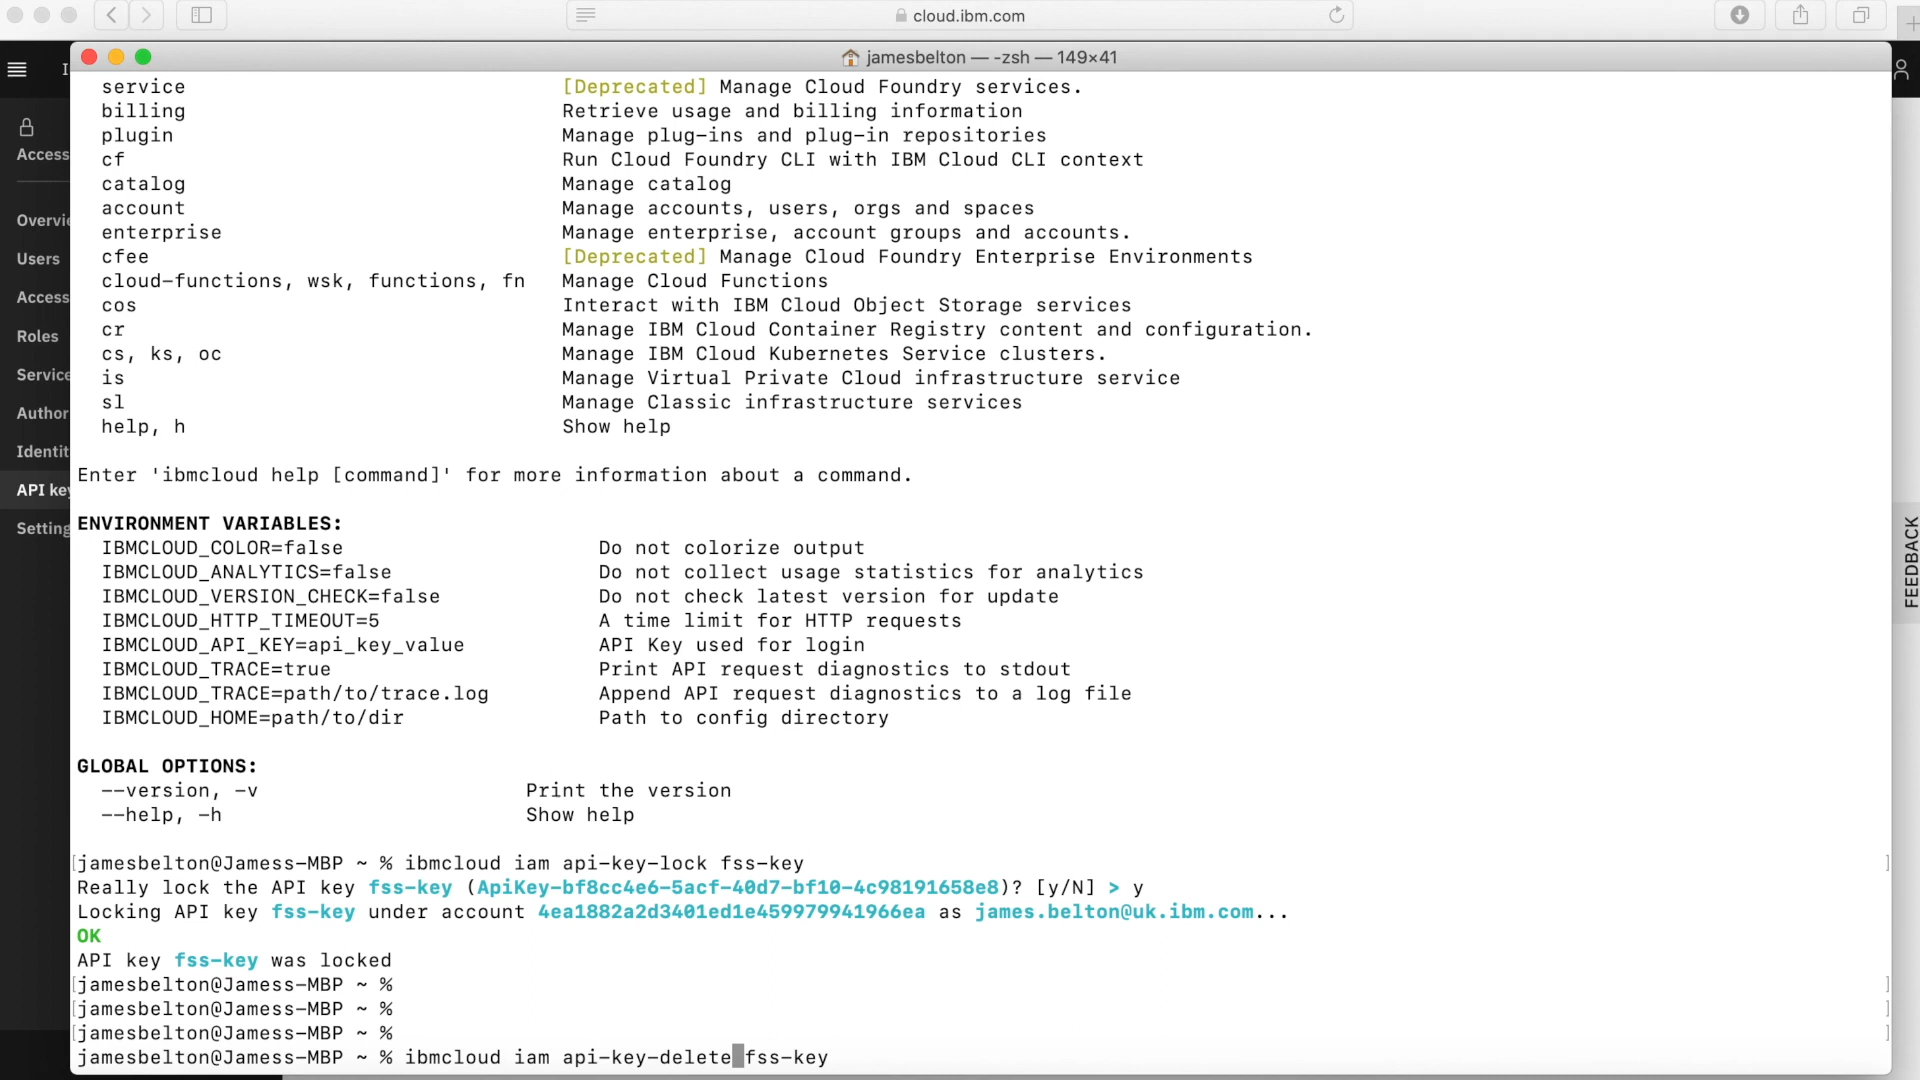 cloud.ibm.com
jamesbelton — -zsh — 149×41
service [Deprecated] Manage Cloud Foundry services.
billing Retrieve usage and billing information
plugin Manage plug-ins and plug-in repositories
cf Run Cloud Foundry CLI with IBM Cloud CLI context
catalog Manage catalog
account Manage accounts, users, orgs and spaces
enterprise Manage enterprise, account groups and accounts.
cfee [Deprecated] Manage Cloud Foundry Enterprise Environments
cloud-functions, wsk, functions, fn Manage Cloud Functions
cos Interact with IBM Cloud Object Storage services
cr Manage IBM Cloud Container Registry content and configuration.
cs, ks, oc Manage IBM Cloud Kubernetes Service clusters.
is Manage Virtual Private Cloud infrastructure service
sl Manage Classic infrastructure services
help, h Show help
Enter 'ibmcloud help [command]' for more information about a command.
ENVIRONMENT VARIABLES:
IBMCLOUD_COLOR=false Do not colorize output
IBMCLOUD_ANALYTICS=false Do not collect usage statistics for analytics
IBMCLOUD_VERSION_CHECK=false Do not check latest version for update
IBMCLOUD_HTTP_TIMEOUT=5 A time limit for HTTP requests
IBMCLOUD_API_KEY=api_key_value API Key used for login
IBMCLOUD_TRACE=true Print API request diagnostics to stdout
IBMCLOUD_TRACE=path/to/trace.log Append API request diagnostics to a log file
IBMCLOUD_HOME=path/to/dir Path to config directory
GLOBAL OPTIONS:
--version, -v Print the version
--help, -h Show help
[jamesbelton@Jamess-MBP ~ % ibmcloud iam api-key-lock fss-key ]
Really lock the API key fss-key (ApiKey-bf8cc4e6-5acf-40d7-bf10-4c98191658e8)? [y/N] > y
Locking API key fss-key under account 4ea1882a2d3401ed1e459979941966ea as james.belton@uk.ibm.com...
OK
API key fss-key was locked
[jamesbelton@Jamess-MBP ~ % ]
[jamesbelton@Jamess-MBP ~ % ]
[jamesbelton@Jamess-MBP ~ % ]
jamesbelton@Jamess-MBP ~ % ibmcloud iam api-key-delete fss-key
I
Access
Overvie
Users
Access
Roles
Service
Author
Identit
API key
Setting
FEEDBACK